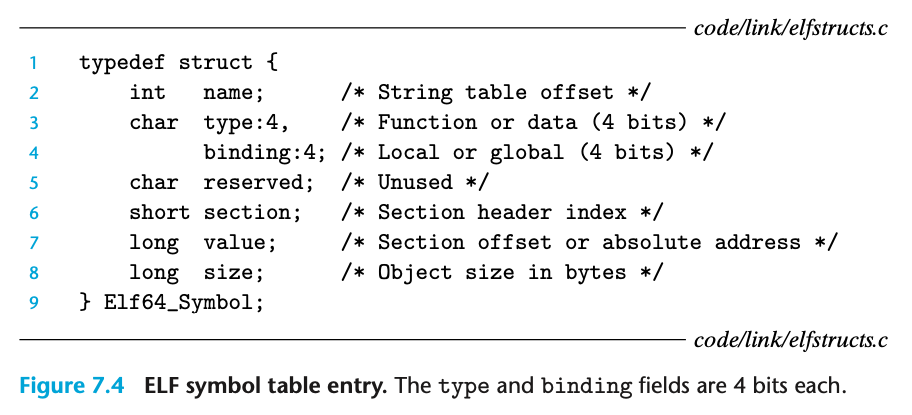 code/link/elfstructs.c
1 typedef struct {
2 int name; /* String table offset */
3 char type:4, /* Function or data (4 bits) */
4 binding:4; /* Local or global (4 bits) */
5 char reserved; /* Unused */
6 short section; /* Section header index */
7 long value; /* Section offset or absolute address */
8 long size; /* Object size in bytes */
9 } Elf64_Symbol;
code/link/elfstructs.c
Figure 7.4 ELF symbol table entry. The type and binding fields are 4 bits each.